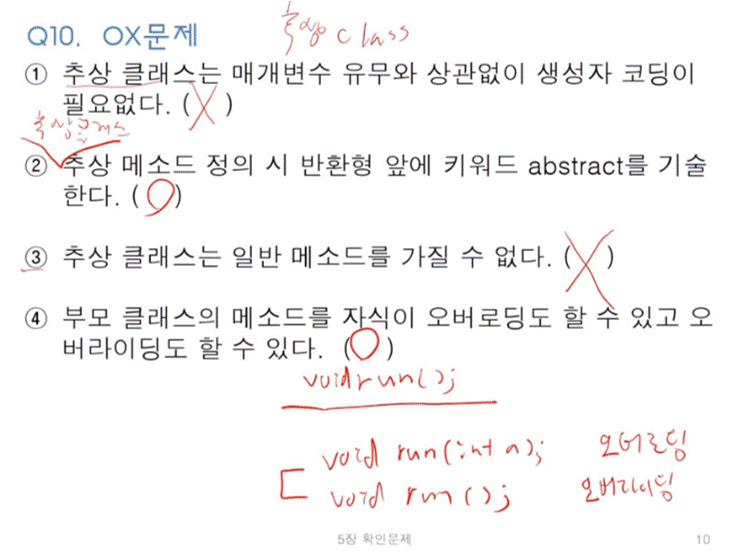 Q10. OX문제
추상 class
① 추상 클래스는 매개변수 유무와 상관없이 생성자 코딩이
필요없다. (X)
추상클래스
② 추상 메소드 정의 시 반환형 앞에 키워드 abstract를 기술
한다. (O)
③ 추상 클래스는 일반 메소드를 가질 수 없다. (X)
④ 부모 클래스의 메소드를 자식이 오버로딩도 할 수 있고 오
버라이딩도 할 수 있다. (O)
void run();
void run(int a); 오버로딩
void run(); 오버라이딩
5장 확인문제
10